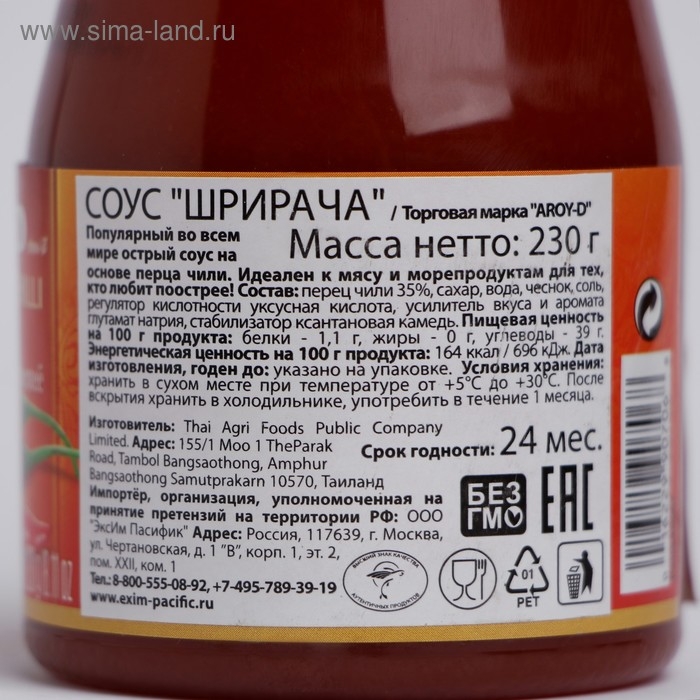 © www.sima-land.ru
СОУС "ШРИРАЧА" / Торговая марка "AROY-D"
Популярный во всем
мире острый соус на
Масса нетто: 230 г
основе перца чили. Идеален к мясу и морепродуктам для тех,
кто любит поострее! Состав: перец чили 35%, сахар, вода, чеснок, соль,
регулятор кислотности уксусная кислота, усилитель вкуса и аромата
глутамат натрия, стабилизатор ксантановая камедь. Пищевая ценность
на 100 г продукта: белки - 1,1 г, жиры - 0 г, углеводы - 39 г.
Энергетическая ценность на 100 г продукта: 164 ккал / 696 кДж. Дата
изготовления, годен до: указано на упаковке. Условия хранения:
хранить в сухом месте при температуре от +5°С до +30°С. После
вскрытия хранить в холодильнике, употребить в течение 1 месяца.
Изготовитель: Thai Agri Foods Public Company
Limited. Адрес: 155/1 Moo 1 TheParak
Road, Tambol Bangsaothong, Amphur
Bangsaothong Samutprakarn 10570, Таиланд
Срок годности: 24 мес.
Импортёр, организация, уполномоченная на
принятие претензий на территории РФ: ООО
"ЭксИм Пасифик" Адрес: Россия, 117639, г. Москва,
ул. Чертановская, д. 1 "В", корп. 1, эт. 2,
пом. XXII, ком. 1
Тел.: 8-800-555-08-92, +7-495-789-39-19
www.exim-pacific.ru
БЕЗ
ГМО
EAC
ВЫСШИЙ ЗНАК КАЧЕСТВА
АУТЕНТИЧНЫХ ПРОДУКТОВ
01
PET